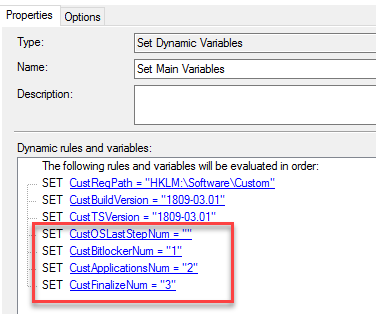 Properties Options
Type: Set Dynamic Variables
Name: Set Main Variables
Description:
Dynamic rules and variables:
The following rules and variables will be evaluated in order:
SET CustRegPath = "HKLM:\Software\Custom"
SET CustBuildVersion = "1809-03.01"
SET CustTSVersion = "1809-03.01"
SET CustOSLastStepNum = ""
SET CustBitlockerNum = "1"
SET CustApplicationsNum = "2"
SET CustFinalizeNum = "3"